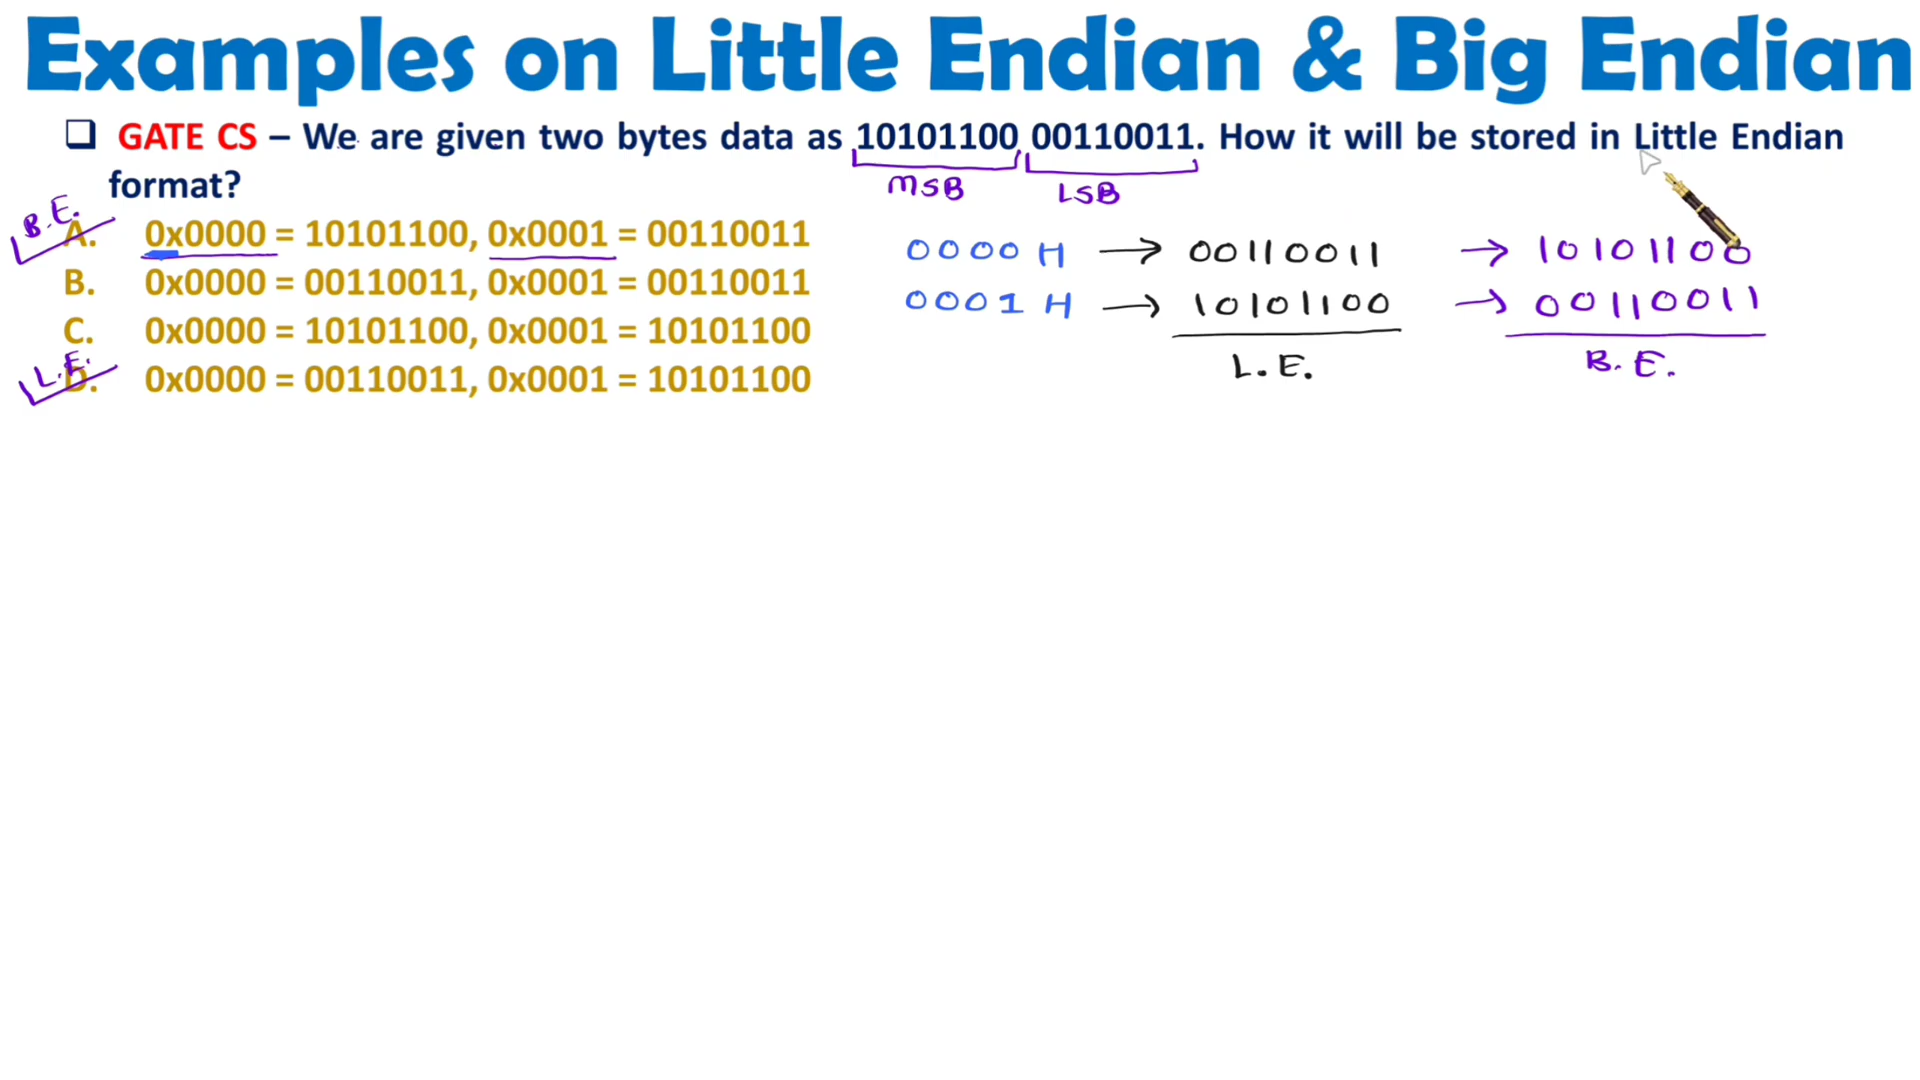 Examples on Little Endian & Big Endian
❑ GATE CS – We are given two bytes data as 10101100 00110011. How it will be stored in Little Endian
format?
MSB LSB
B.E.
A. 0x0000 = 10101100, 0x0001 = 00110011
B. 0x0000 = 00110011, 0x0001 = 00110011
C. 0x0000 = 10101100, 0x0001 = 10101100
L.E.
D. 0x0000 = 00110011, 0x0001 = 10101100
0000 H → 00110011 → 10101100
0001 H → 10101100 → 00110011
L.E. B.E.